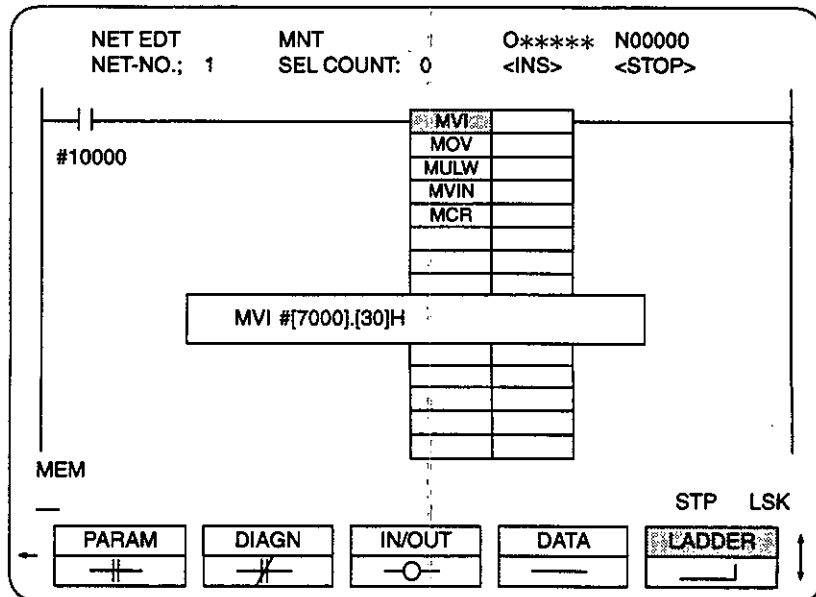 NET EDT MNT 1 O***** N00000
NET-NO.; 1 SEL COUNT: 0 <INS> <STOP>
#10000
MVI
MOV
MULW
MVIN
MCR
MVI #[7000].[30]H
MEM
STP LSK
PARAM DIAGN IN/OUT DATA LADDER